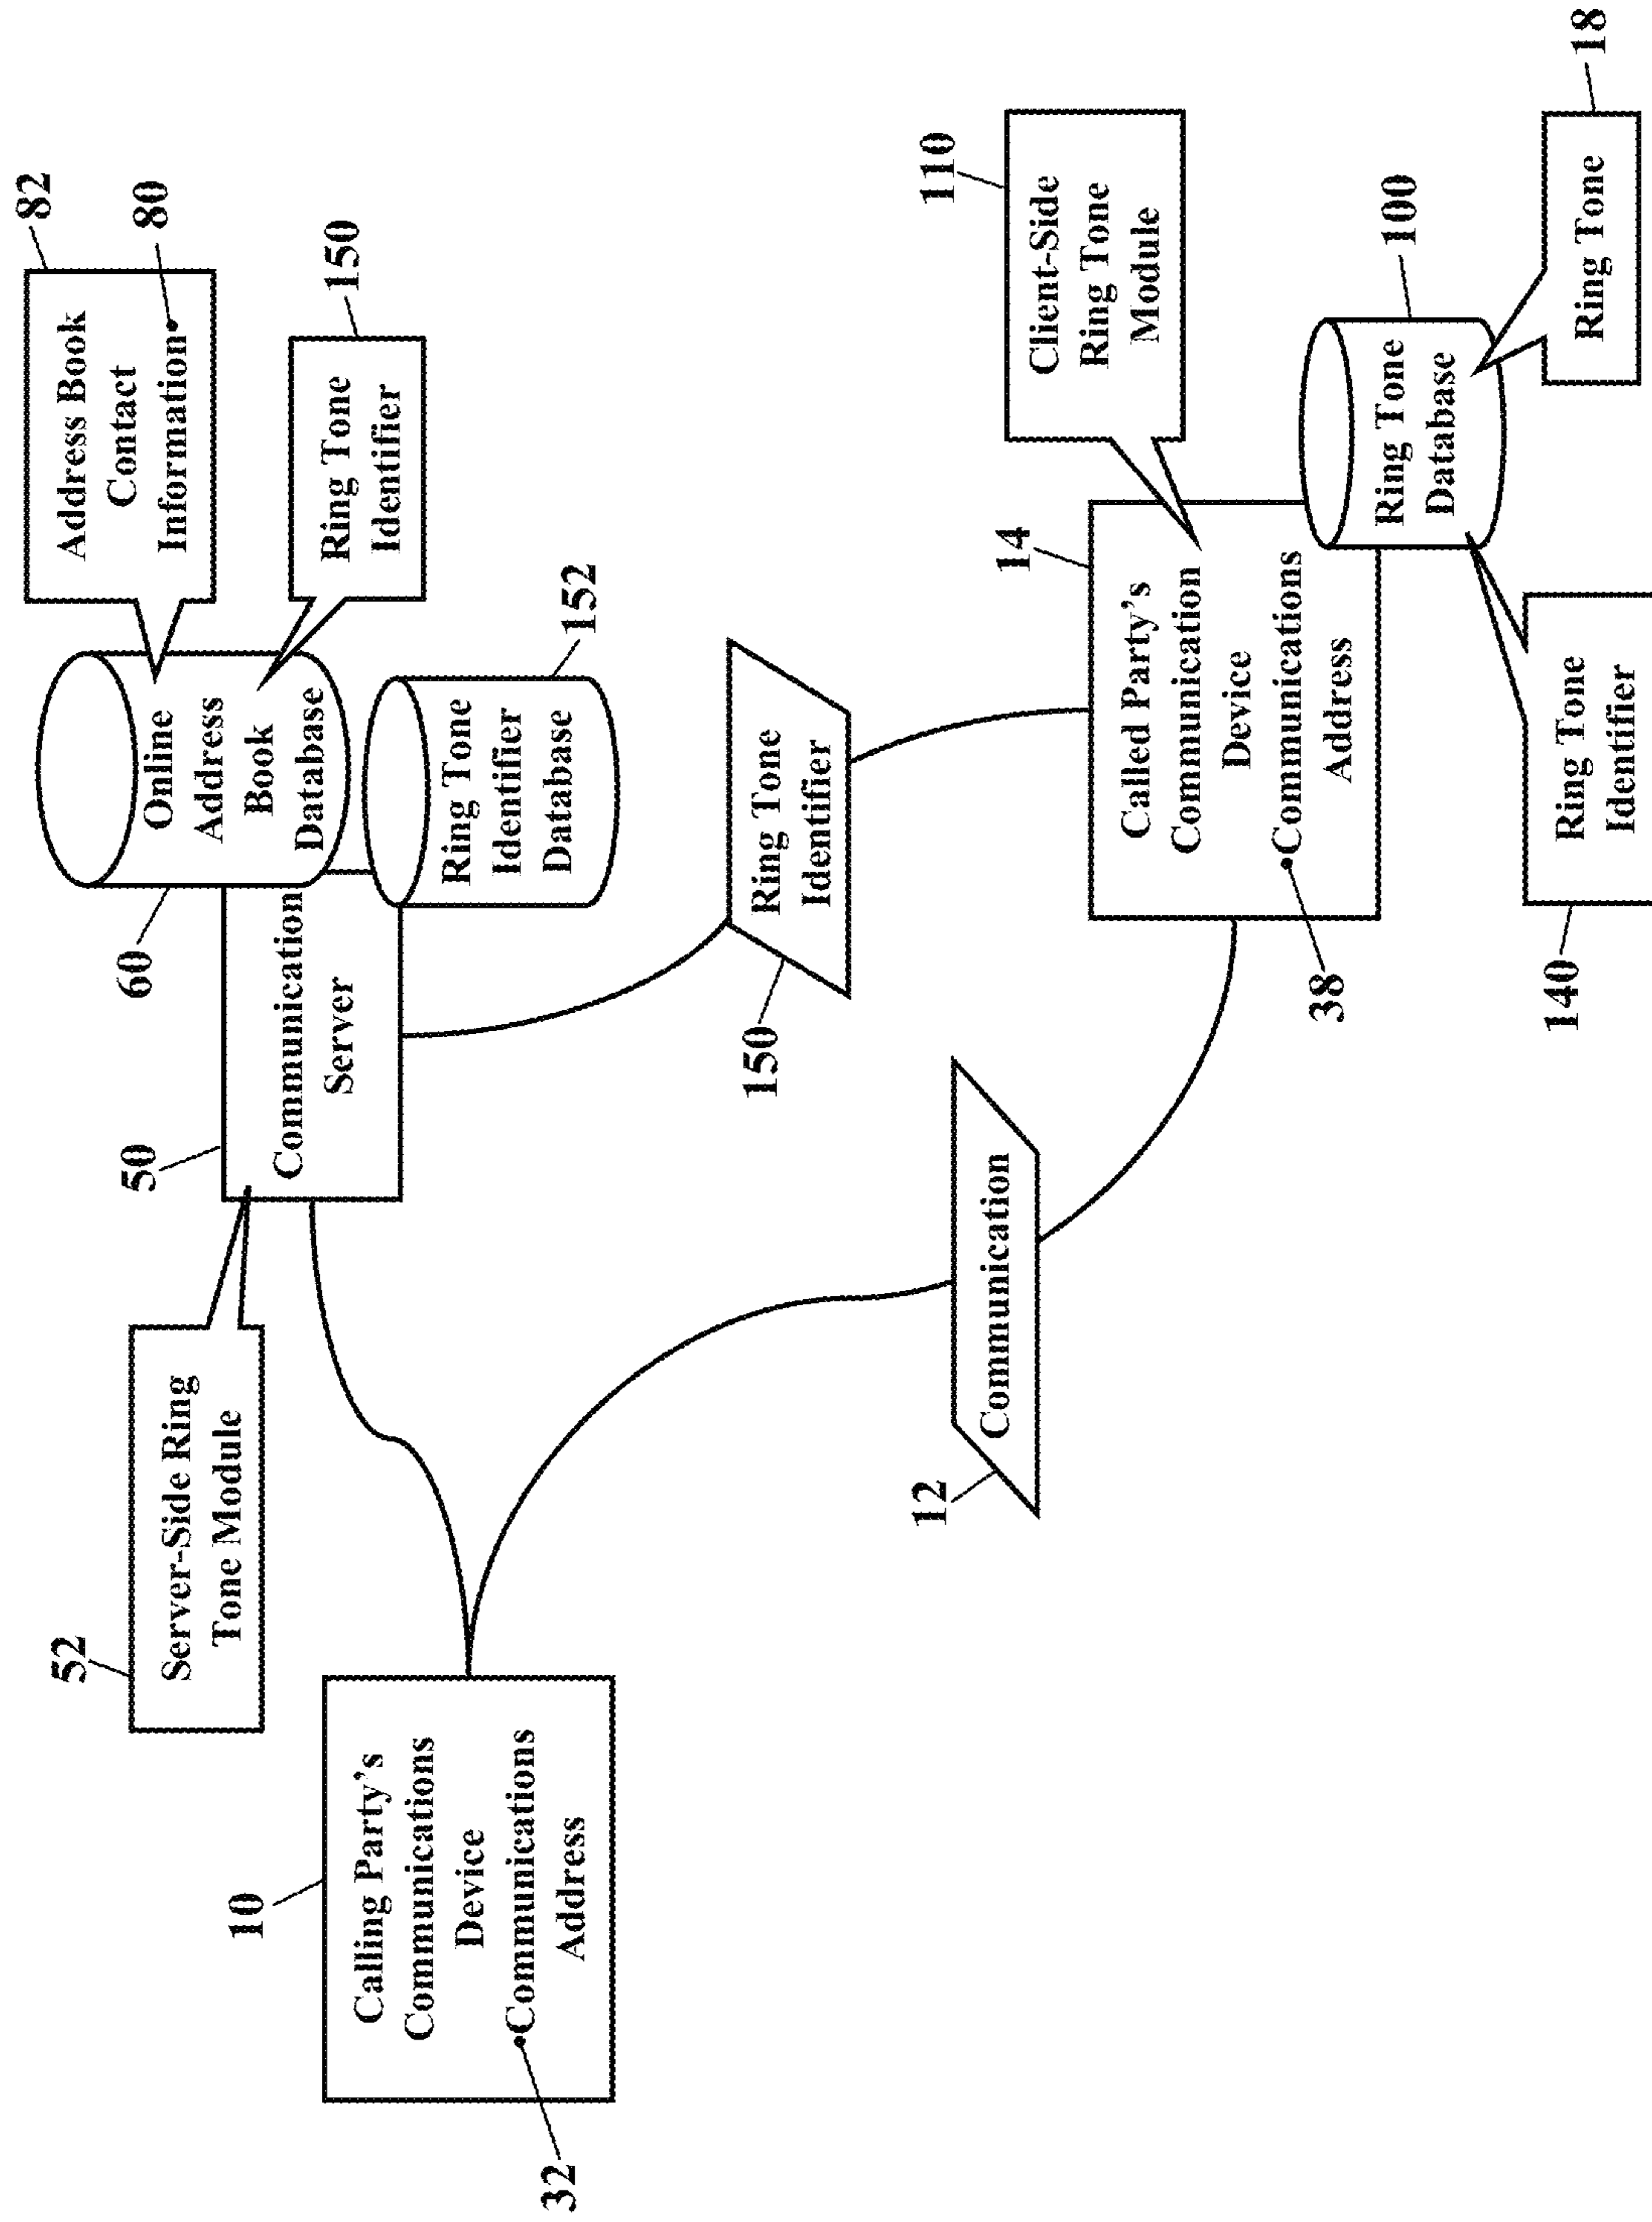 52
Server-Side Ring
Tone Module
82
Address Book
Contact
Information
80
60
Online
Address
Book
Database
150
Ring Tone
Identifier
50
Communication
Server
10
Calling Party's
Communications
Device
Communications
Address
32
152
Ring Tone
Identifier
Database
150
Ring Tone
Identifier
12
Communication
14
Called Party's
Communication
Device
Communications
Address
38
110
Client-Side
Ring Tone
Module
100
Ring Tone
Database
140
Ring Tone
Identifier
18
Ring Tone